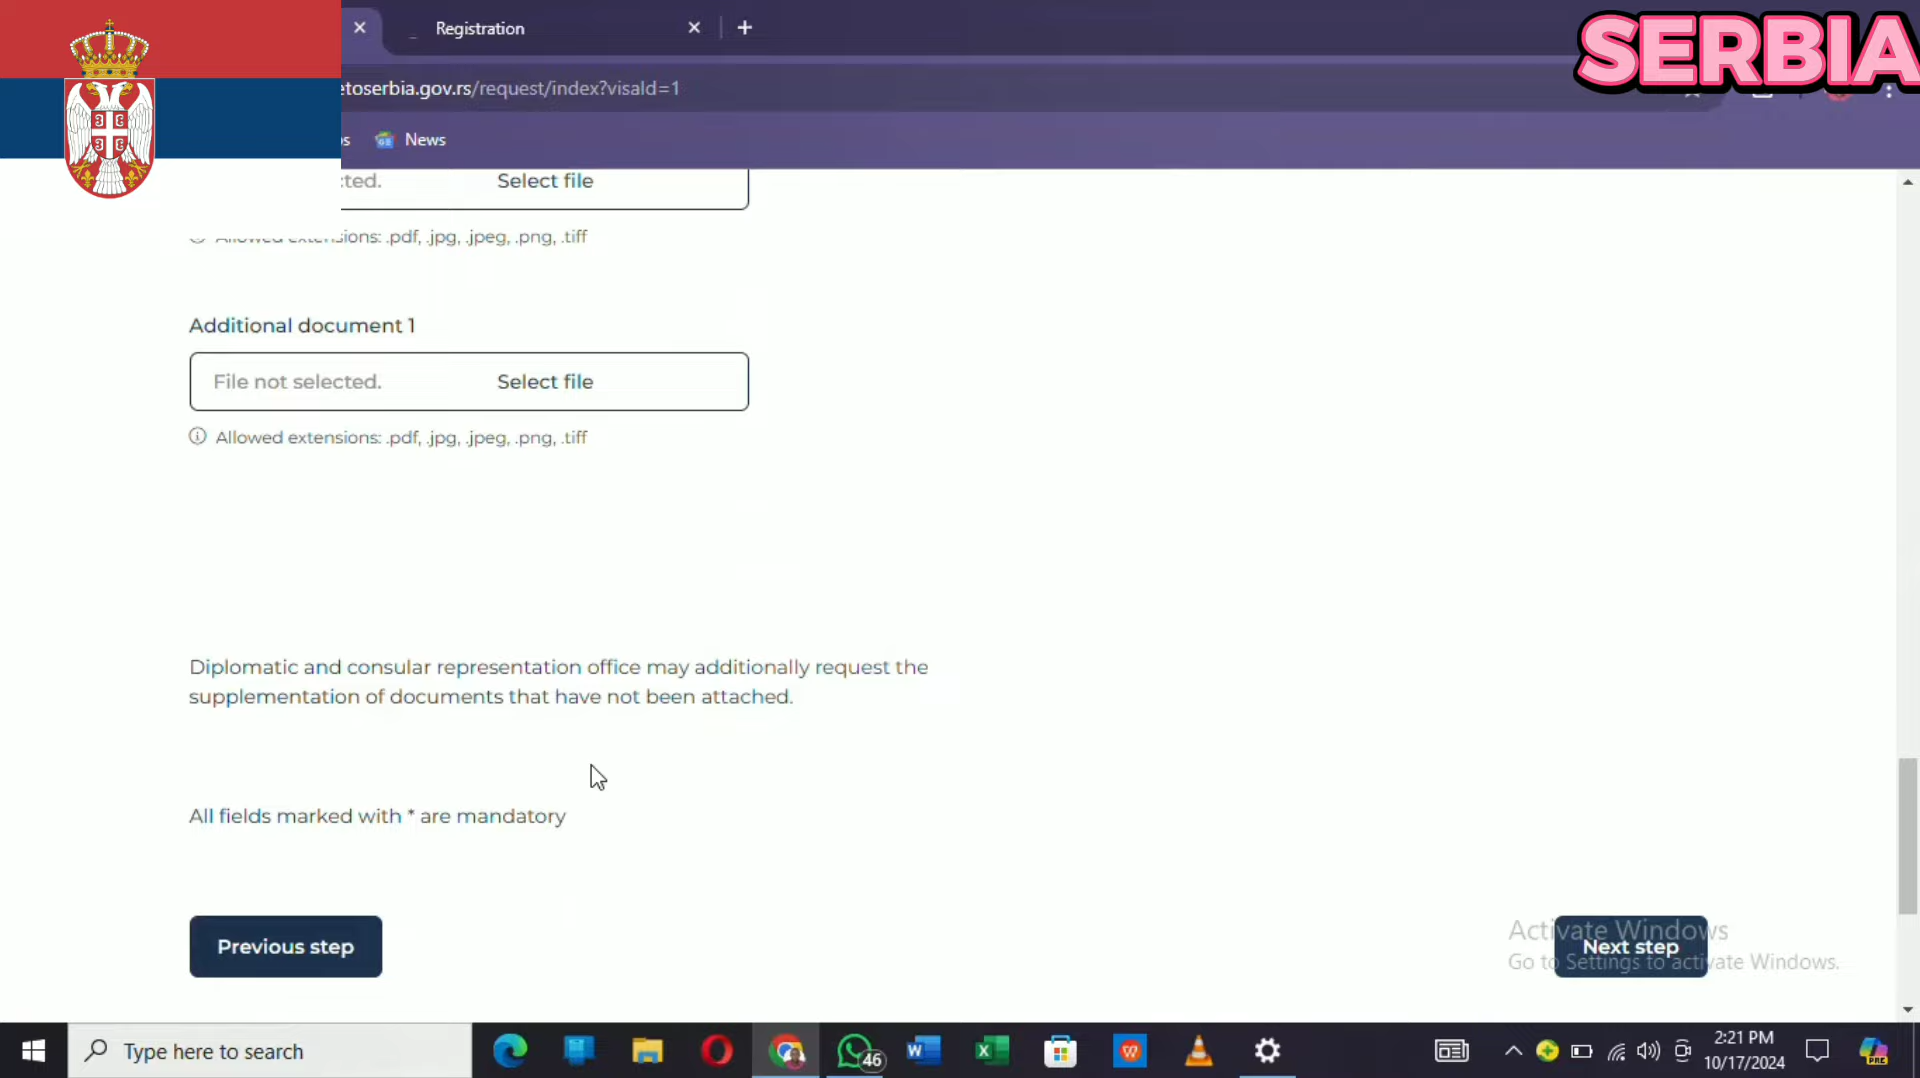 Registration
SERBIA
etoserbia.gov.rs/request/index?visaId=1
News
cted.
Select file
Allowed extensions: .pdf, .jpg, .jpeg, .png, .tiff
Additional document 1
File not selected.
Select file
Allowed extensions: .pdf, .jpg, .jpeg, .png, .tiff
Diplomatic and consular representation office may additionally request the
supplementation of documents that have not been attached.
All fields marked with * are mandatory
Previous step
Next step
Activate Windows
Go to Settings to activate Windows.
Type here to search
46
2:21 PM
10/17/2024